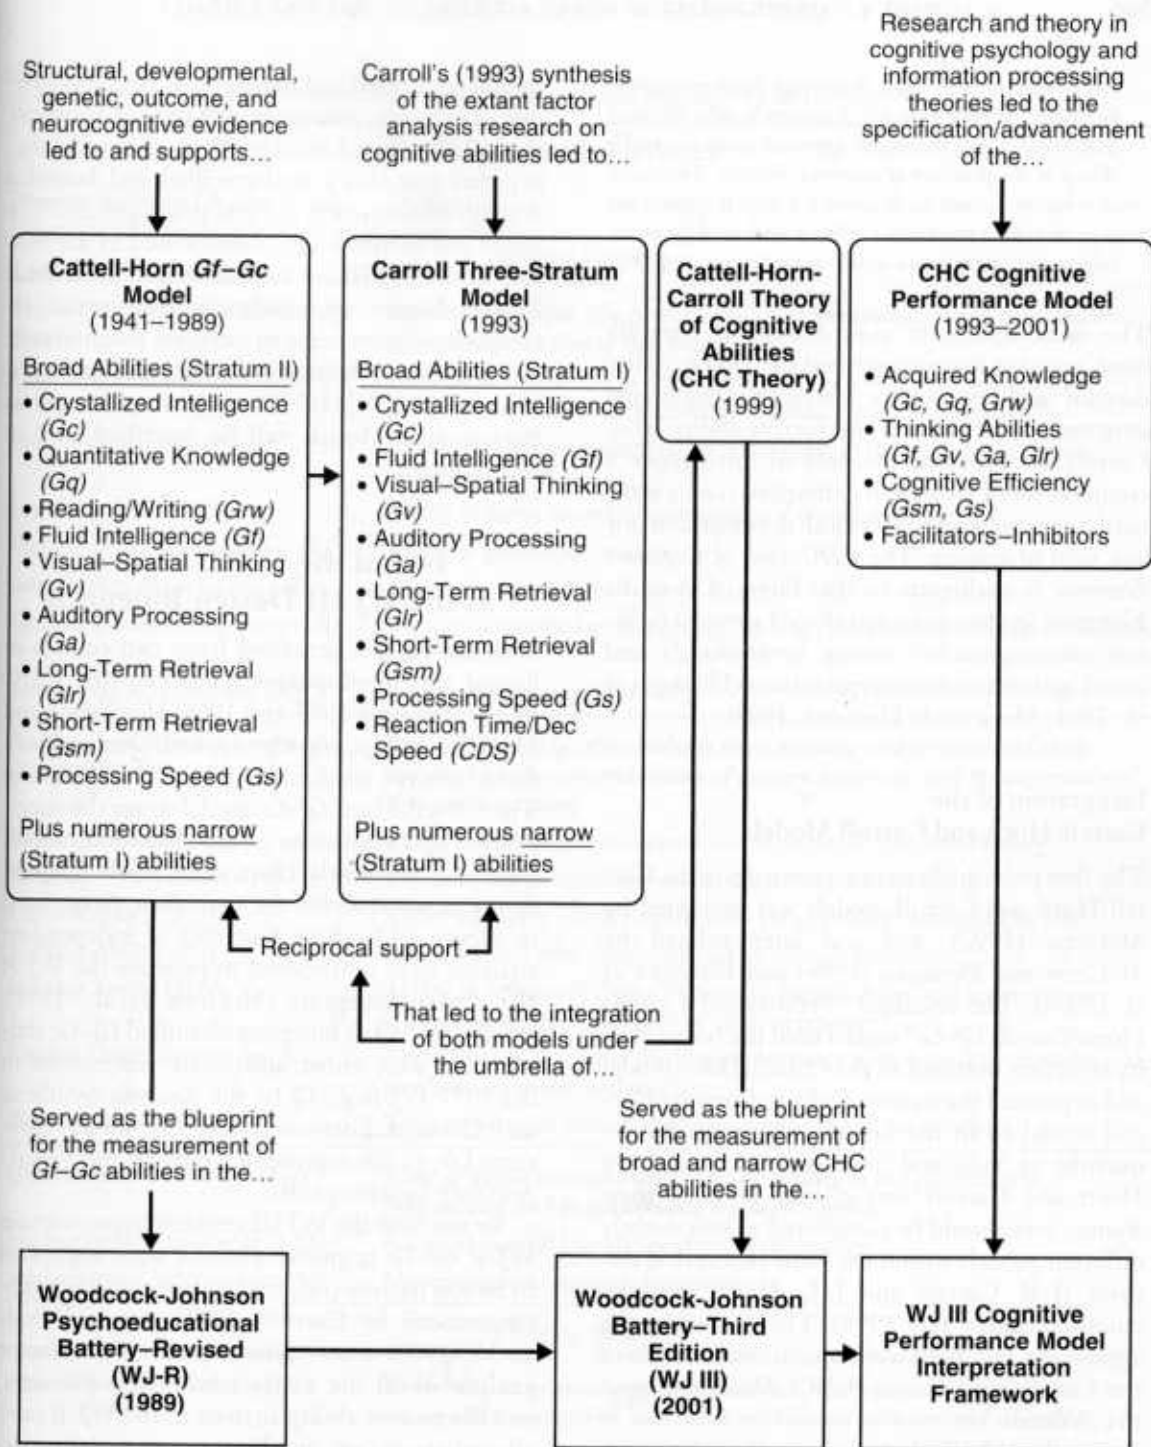 Structural, developmental,
genetic, outcome, and
neurocognitive evidence
led to and supports...
Carroll's (1993) synthesis
of the extant factor
analysis research on
cognitive abilities led to...
Research and theory in
cognitive psychology and
information processing
theories led to the
specification/advancement
of the...
Cattell-Horn Gf–Gc
Model
(1941–1989)
Broad Abilities (Stratum II)
• Crystallized Intelligence
(Gc)
• Quantitative Knowledge
(Gq)
• Reading/Writing (Grw)
• Fluid Intelligence (Gf)
• Visual–Spatial Thinking
(Gv)
• Auditory Processing
(Ga)
• Long-Term Retrieval
(Glr)
• Short-Term Retrieval
(Gsm)
• Processing Speed (Gs)
Plus numerous narrow
(Stratum I) abilities
Carroll Three-Stratum
Model
(1993)
Broad Abilities (Stratum I)
• Crystallized Intelligence
(Gc)
• Fluid Intelligence (Gf)
• Visual–Spatial Thinking
(Gv)
• Auditory Processing
(Ga)
• Long-Term Retrieval
(Glr)
• Short-Term Retrieval
(Gsm)
• Processing Speed (Gs)
• Reaction Time/Dec
Speed (CDS)
Plus numerous narrow
(Stratum I) abilities
Cattell-Horn-
Carroll Theory
of Cognitive
Abilities
(CHC Theory)
(1999)
CHC Cognitive
Performance Model
(1993–2001)
• Acquired Knowledge
(Gc, Gq, Grw)
• Thinking Abilities
(Gf, Gv, Ga, Glr)
• Cognitive Efficiency
(Gsm, Gs)
• Facilitators–Inhibitors
Reciprocal support
That led to the integration
of both models under
the umbrella of...
Served as the blueprint
for the measurement of
Gf–Gc abilities in the...
Served as the blueprint
for the measurement of
broad and narrow CHC
abilities in the...
Woodcock-Johnson
Psychoeducational
Battery–Revised
(WJ-R)
(1989)
Woodcock-Johnson
Battery–Third
Edition
(WJ III)
(2001)
WJ III Cognitive
Performance Model
Interpretation
Framework